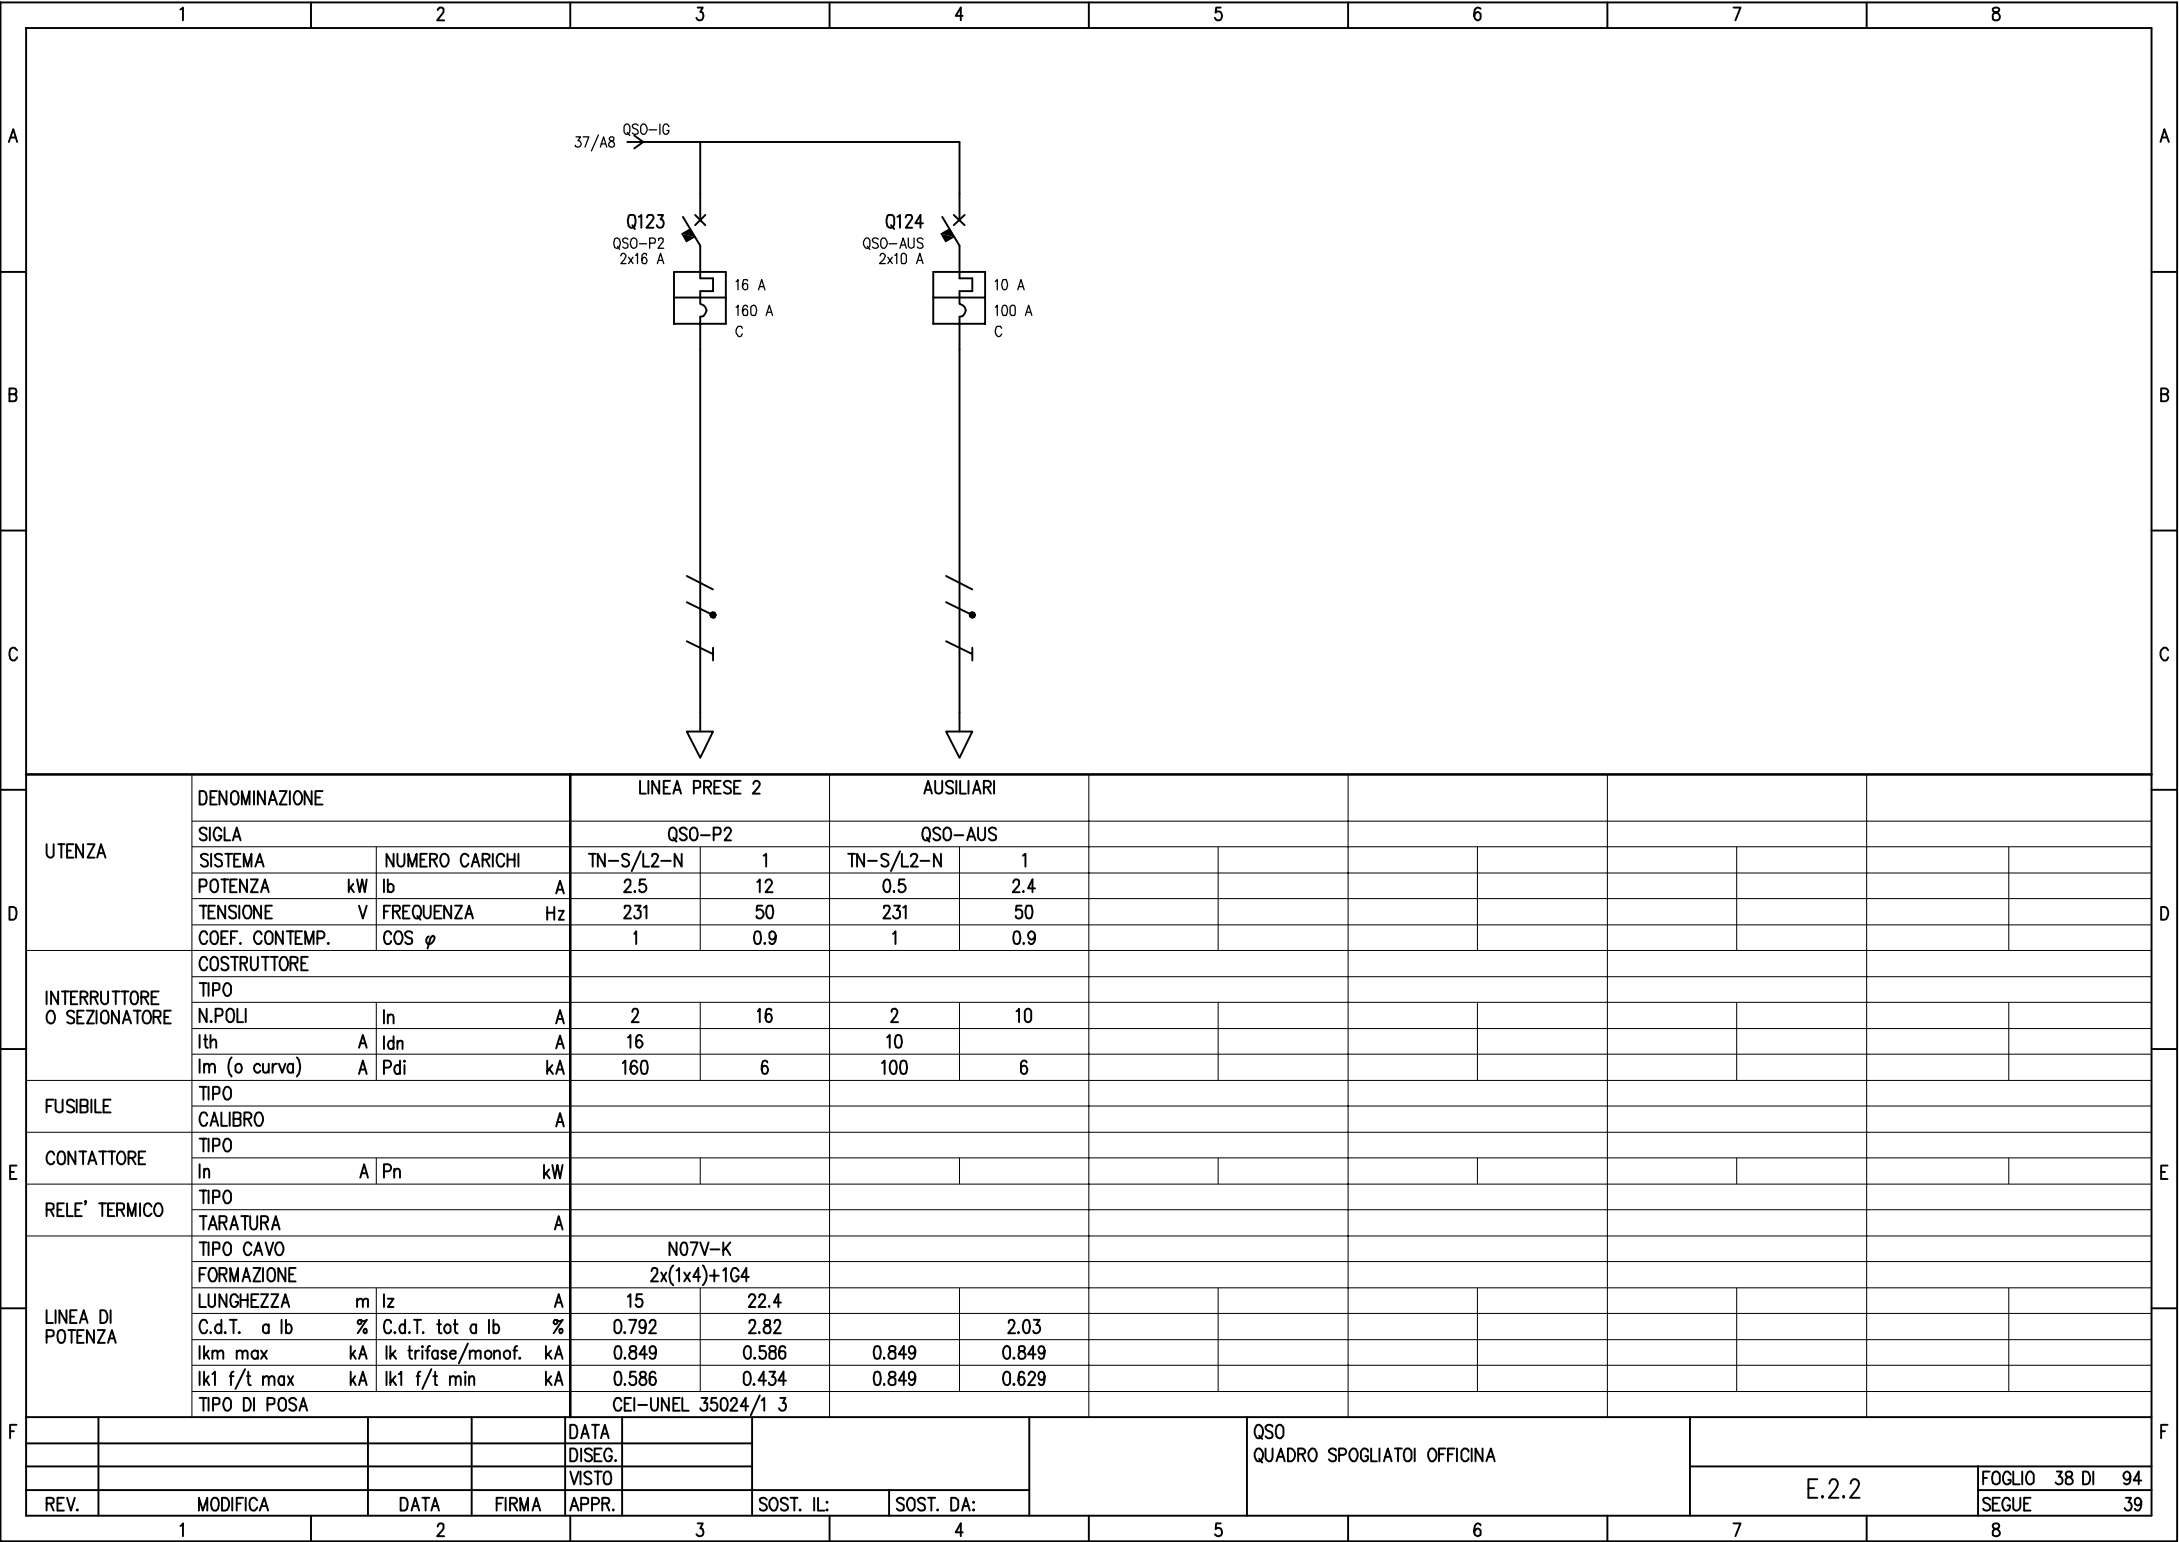 1 2 3 4 5 6 7 8
A A
QSO-IG
37/A8
Q123 Q124
QSO-P2 QSO-AUS
2x16 A 2x10 A
16 A 10 A
160 A 100 A
C C
B B
C C
UTENZA
DENOMINAZIONE LINEA PRESE 2 AUSILIARI
SIGLA QSO-P2 QSO-AUS
SISTEMA NUMERO CARICHI TN-S/L2-N 1 TN-S/L2-N 1
POTENZA kW Ib A 2.5 12 0.5 2.4
D D
TENSIONE V FREQUENZA Hz 231 50 231 50
COEF. CONTEMP. COS φ 1 0.9 1 0.9
INTERRUTTORE
O SEZIONATORE
COSTRUTTORE
TIPO
N.POLI In A 2 16 2 10
Ith A Idn A 16 10
Im (o curva) A Pdi kA 160 6 100 6
FUSIBILE
TIPO
CALIBRO A
CONTATTORE
TIPO
E E
In A Pn kW
RELE' TERMICO
TIPO
TARATURA A
LINEA DI
POTENZA
TIPO CAVO N07V-K
FORMAZIONE 2x(1x4)+1G4
LUNGHEZZA m Iz A 15 22.4
C.d.T. a Ib % C.d.T. tot a Ib % 0.792 2.82 2.03
Ikm max kA Ik trifase/monof. kA 0.849 0.586 0.849 0.849
Ik1 f/t max kA Ik1 f/t min kA 0.586 0.434 0.849 0.629
TIPO DI POSA CEI-UNEL 35024/1 3
F F
DATA
DISEG.
VISTO
REV. MODIFICA DATA FIRMA APPR. SOST. IL: SOST. DA:
QSO
QUADRO SPOGLIATOI OFFICINA
E.2.2
FOGLIO 38 DI 94
SEGUE 39
1 2 3 4 5 6 7 8